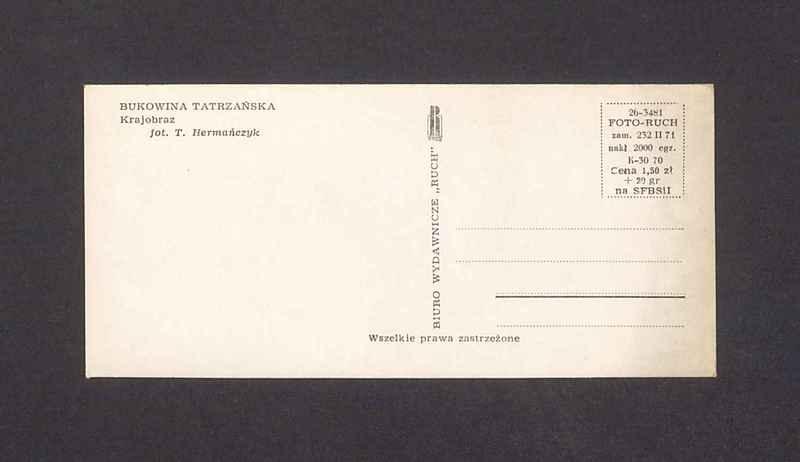 BUKOWINA TATRZAŃSKA
Krajobraz
fot. T. Hermańczyk
BIURO WYDAWNICZE „RUCH"
26-3481
FOTO-RUCH
zam. 232 II 71
nakł 2000 egz.
K-30 70
Cena 1,50 zł
+ 20 gr
na SFBSiI
Wszelkie prawa zastrzeżone